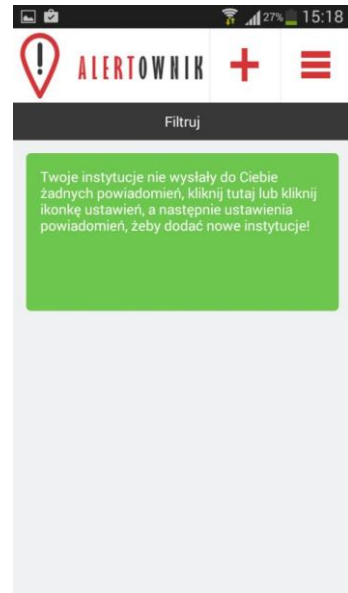 27% 15:18
ALERTOWNIK
Filtruj
Twoje instytucje nie wysłały do Ciebie
żadnych powiadomień, kliknij tutaj lub kliknij
ikonkę ustawień, a następnie ustawienia
powiadomień, żeby dodać nowe instytucje!